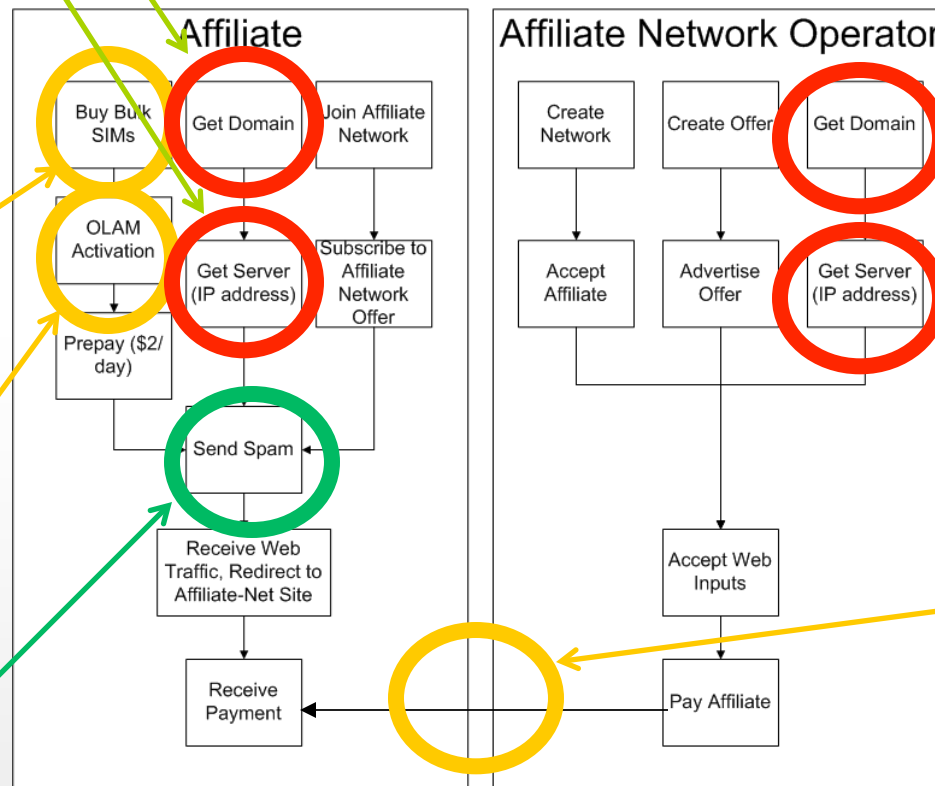 Affiliate
Affiliate Network Operator
Buy Bulk
SIMs
Get Domain
Join Affiliate
Network
Create
Network
Create Offer
Get Domain
OLAM
Activation
Get Server
(IP address)
Subscribe to
Affiliate
Network
Offer
Accept
Affiliate
Advertise
Offer
Get Server
(IP address)
Prepay ($2/
day)
Send Spam
Receive Web
Traffic, Redirect to
Affiliate-Net Site
Accept Web
Inputs
Receive
Payment
Pay Affiliate